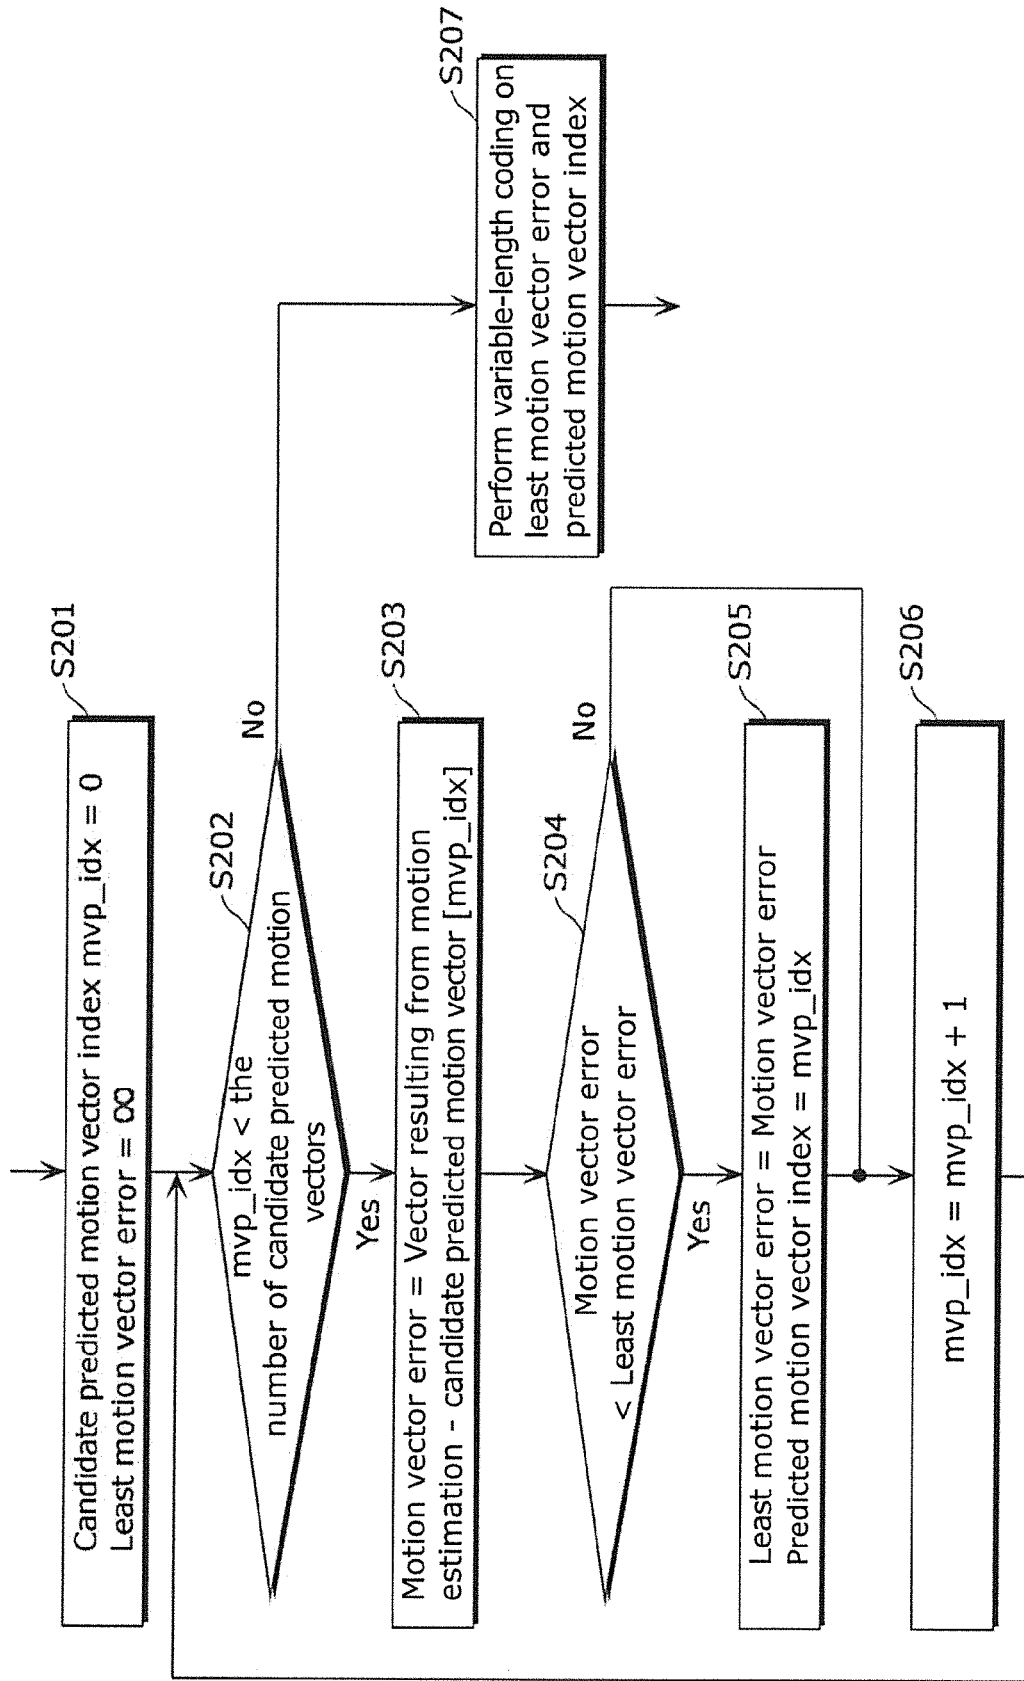 S201
Candidate predicted motion vector index mvp_idx = 0
Least motion vector error = ∞
S202
mvp_idx < the
number of candidate predicted motion
vectors
No
Yes
S203
Motion vector error = Vector resulting from motion
estimation - candidate predicted motion vector [mvp_idx]
S204
Motion vector error
< Least motion vector error
No
Yes
S205
Least motion vector error = Motion vector error
Predicted motion vector index = mvp_idx
S206
mvp_idx = mvp_idx + 1
S207
Perform variable-length coding on
least motion vector error and
predicted motion vector index